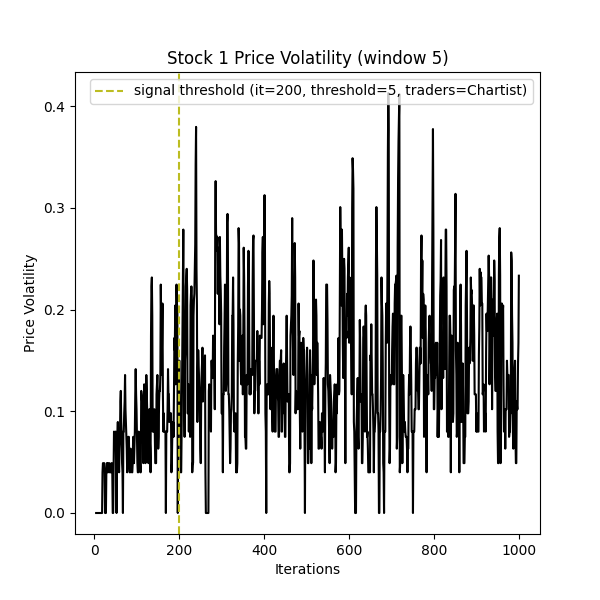 Stock 1 Price Volatility (window 5)
signal threshold (it=200, threshold=5, traders=Chartist)
0.4
0.3
0.2
0.1
0.0
Price Volatility
0
200
400
600
800
1000
Iterations